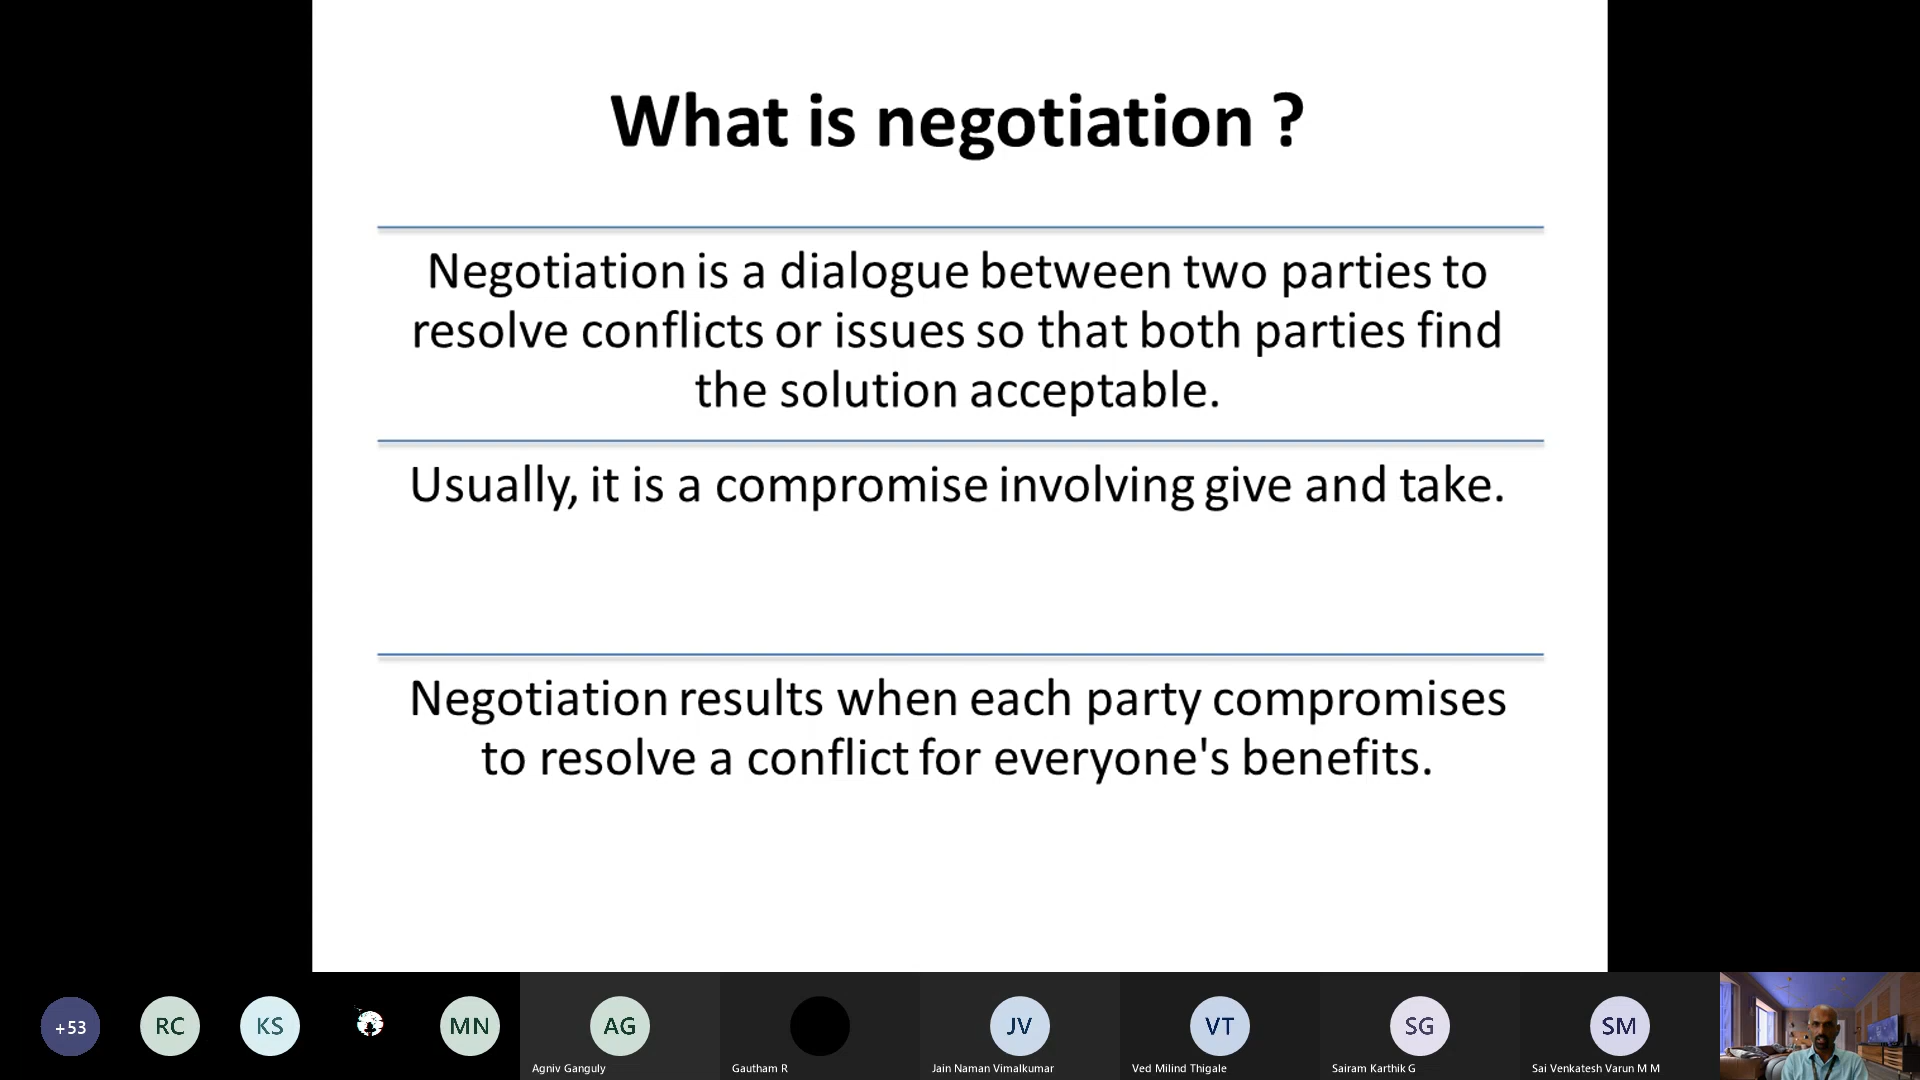 What is negotiation ?
Negotiation is a dialogue between two parties to
resolve conflicts or issues so that both parties find
the solution acceptable.
Usually, it is a compromise involving give and take.
Negotiation results when each party compromises
to resolve a conflict for everyone's benefits.
+53
RC
KS
MN
AG
JV
VT
SG
SM
Agniv Ganguly
Gautham R
Jain Naman Vimalkumar
Ved Milind Thigale
Sairam Karthik G
Sai Venkatesh Varun M M